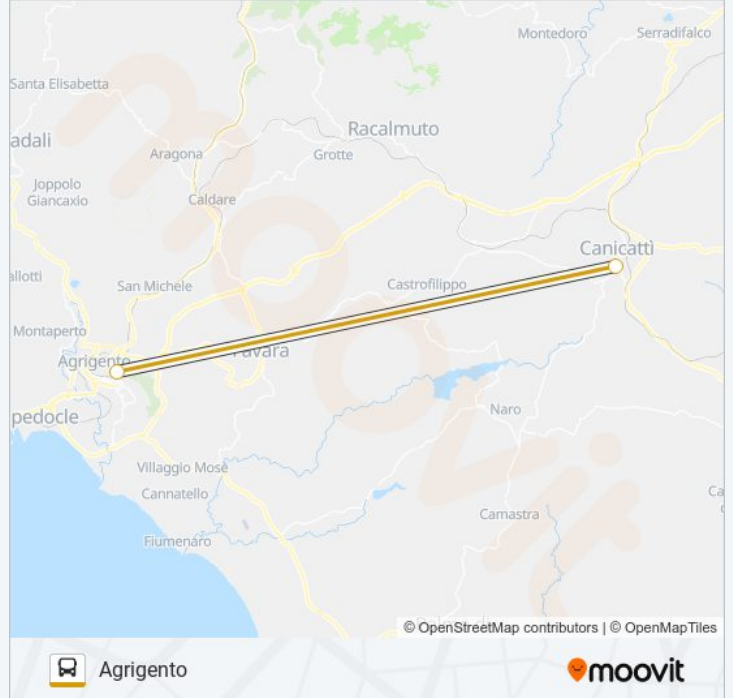 Montedoro
Serradifalco
Santa Elisabetta
Racalmuto
adali
Aragona
Grotte
Joppolo
Giancaxio
Caldare
Canicattì
allotti
San Michele
Castrofilippo
Montaperto
Favara
Agrigento
Naro
pedocle
Villaggio Mosè
Cannatello
Ca
Camastra
Fiumenaro
moovit
© OpenStreetMap contributors | © OpenMapTiles
Agrigento
moovit